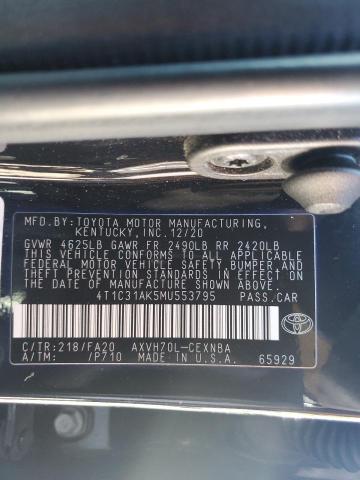 MFD.BY:TOYOTA MOTOR MANUFACTURING,
KENTUCKY, INC. 12/20
GVWR 4625LB GAWR FR 2490LB RR 2420LB
THIS VEHICLE CONFORMS TO ALL APPLICABLE
FEDERAL MOTOR VEHICLE SAFETY, BUMPER, AND
THEFT PREVENTION STANDARDS IN EFFECT ON
THE DATE OF MANUFACTURE SHOWN ABOVE.
4T1C31AK5MU553795 PASS.CAR
C/TR:218/FA20 AXVH70L-CEXNBA
A/TM: /P710 MADE IN U.S.A. 65929
TOYOTA